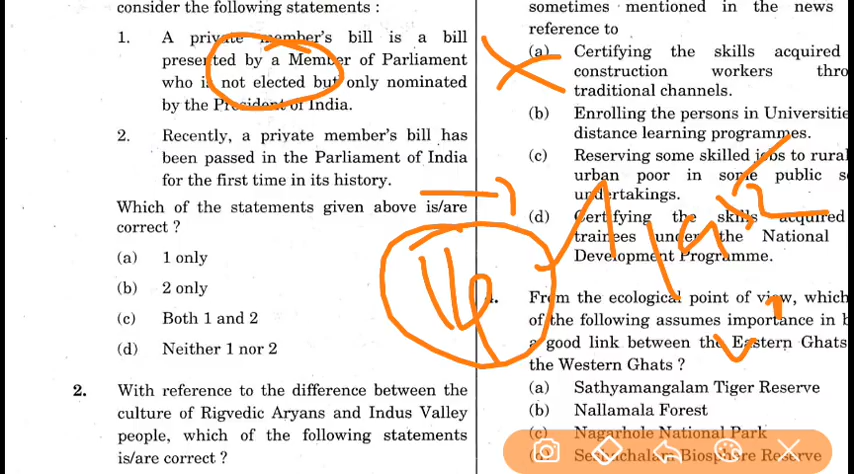 consider the following statements :
1. A private member's bill is a bill
presented by a Member of Parliament
who is not elected but only nominated
by the President of India.
2. Recently, a private member's bill has
been passed in the Parliament of India
for the first time in its history.
Which of the statements given above is/are
correct ?
(a) 1 only
(b) 2 only
(c) Both 1 and 2
(d) Neither 1 nor 2
2. With reference to the difference between the
culture of Rigvedic Aryans and Indus Valley
people, which of the following statements
is/are correct ?
sometimes mentioned in the news
reference to
(a) Certifying the skills acquired
construction workers thro
traditional channels.
(b) Enrolling the persons in Universitie
distance learning programmes.
(c) Reserving some skilled jobs to rural
urban poor in some public s
undertakings.
(d) Certifying the skills acquired
trainees under the National
Development Programme.
From the ecological point of view, which
of the following assumes importance in b
a good link between the Eastern Ghats
the Western Ghats ?
(a) Sathyamangalam Tiger Reserve
(b) Nallamala Forest
(c) Nagarhole National Park
(d) Seshachalam Biosphere Reserve